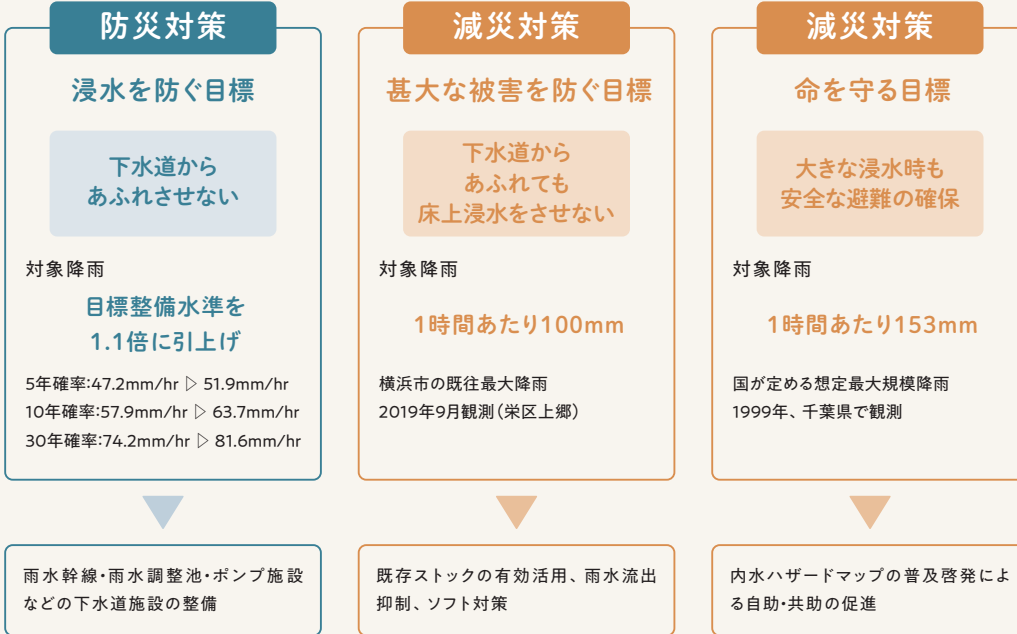 防災対策
浸水を防ぐ目標
下水道から
あふれさせない
対象降雨
目標整備水準を
1.1倍に引上げ
5年確率:47.2mm/hr ▷ 51.9mm/hr
10年確率:57.9mm/hr ▷ 63.7mm/hr
30年確率:74.2mm/hr ▷ 81.6mm/hr
雨水幹線・雨水調整池・ポンプ施設
などの下水道施設の整備
減災対策
甚大な被害を防ぐ目標
下水道から
あふれても
床上浸水をさせない
対象降雨
1時間あたり100mm
横浜市の既往最大降雨
2019年9月観測(栄区上郷)
既存ストックの有効活用、雨水流出
抑制、ソフト対策
減災対策
命を守る目標
大きな浸水時も
安全な避難の確保
対象降雨
1時間あたり153mm
国が定める想定最大規模降雨
1999年、千葉県で観測
内水ハザードマップの普及啓発によ
る自助・共助の促進